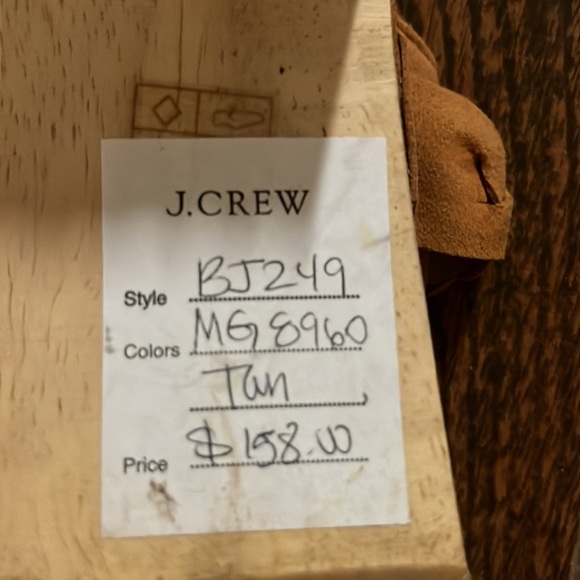 J.CREW
Style BJ249
Colors MG8960
Tan
Price $158.00